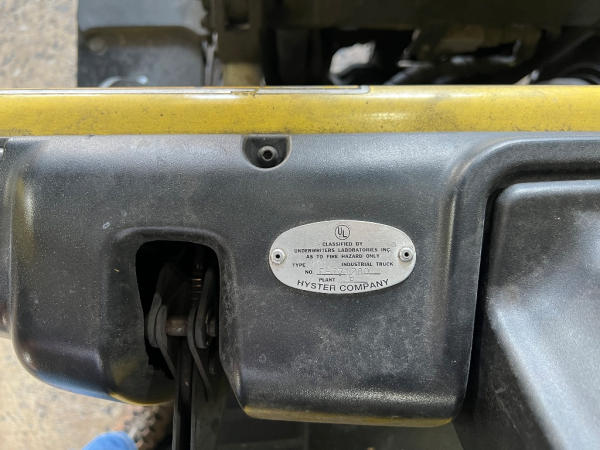 UL
CLASSIFIED BY
UNDERWRITERS LABORATORIES INC.
AS TO FIRE HAZARD ONLY
TYPE INDUSTRIAL TRUCK
NO.
PLANT
HYSTER COMPANY